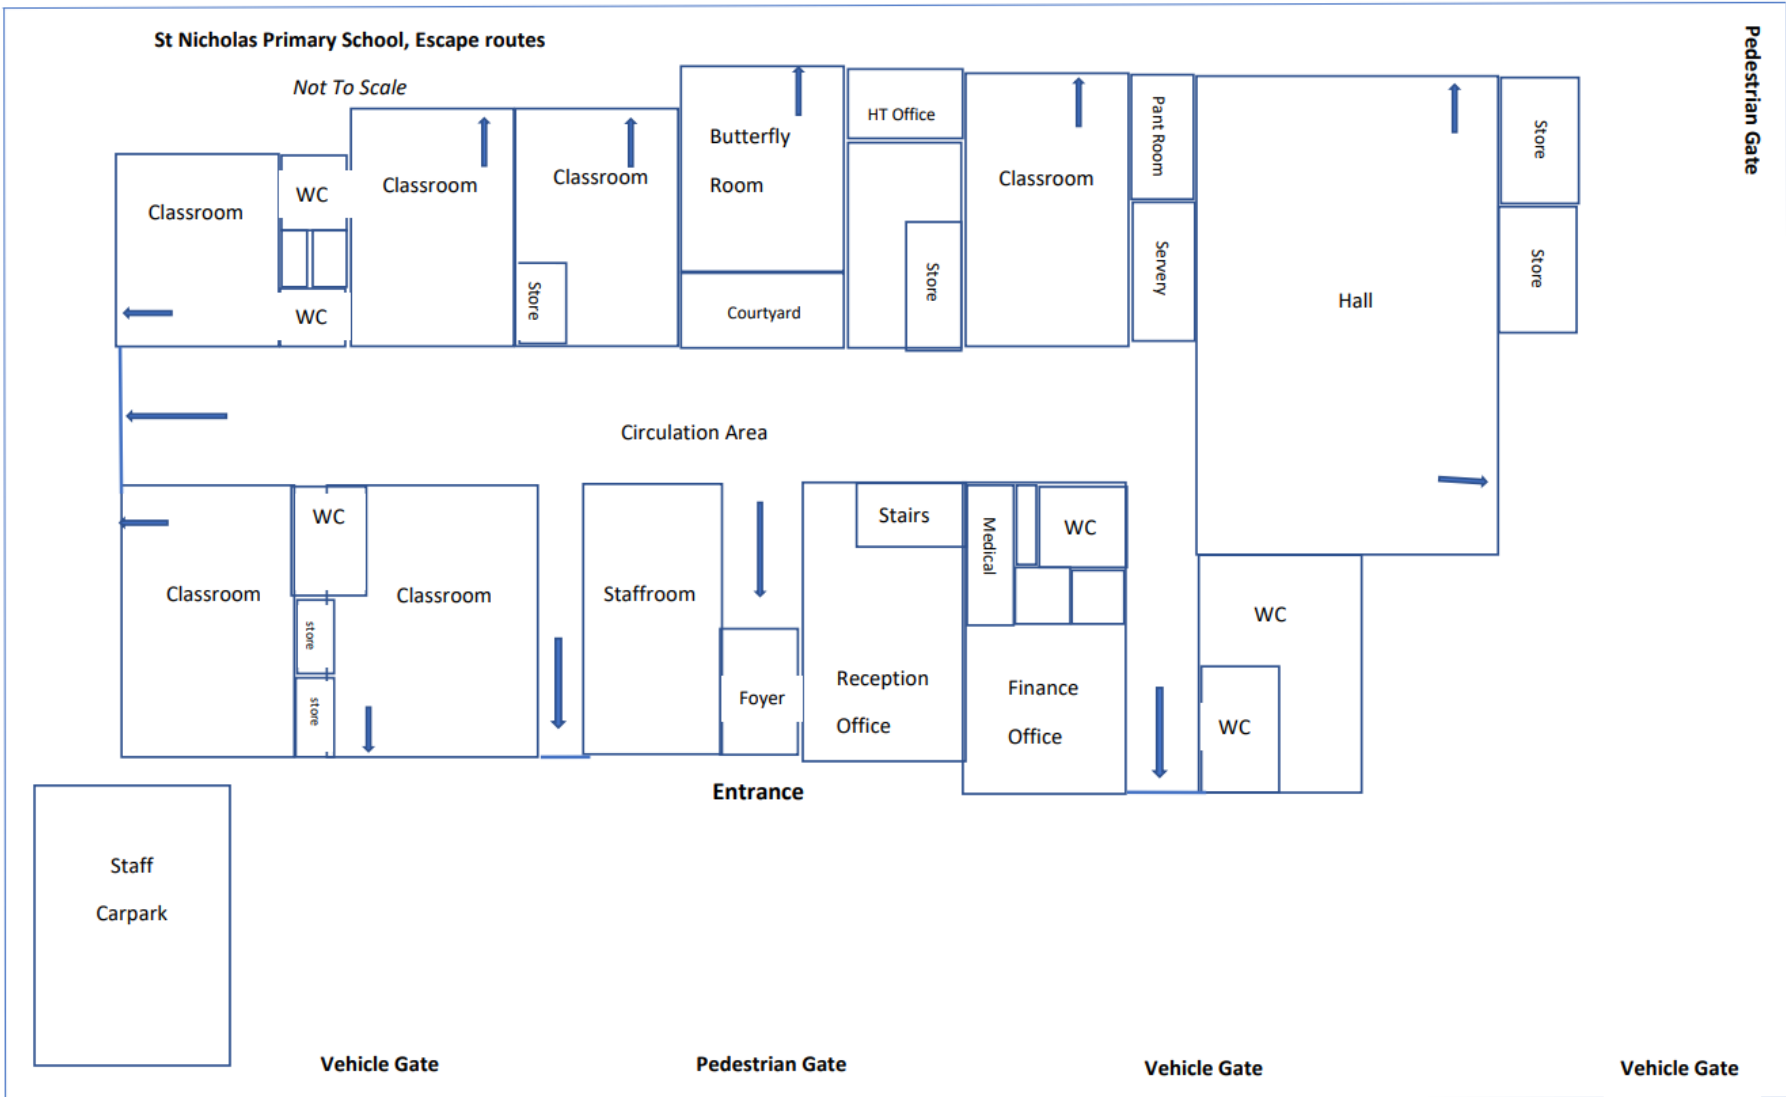 St Nicholas Primary School, Escape routes
Not To Scale
Pedestrian Gate
Classroom
WC
WC
Classroom
Classroom
Store
Butterfly
Room
Courtyard
HT Office
Store
Classroom
Pant Room
Servery
Hall
Store
Store
Circulation Area
Classroom
WC
store
store
Classroom
Staffroom
Foyer
Stairs
Reception
Office
Medical
WC
Finance
Office
WC
WC
Entrance
Staff
Carpark
Vehicle Gate
Pedestrian Gate
Vehicle Gate
Vehicle Gate